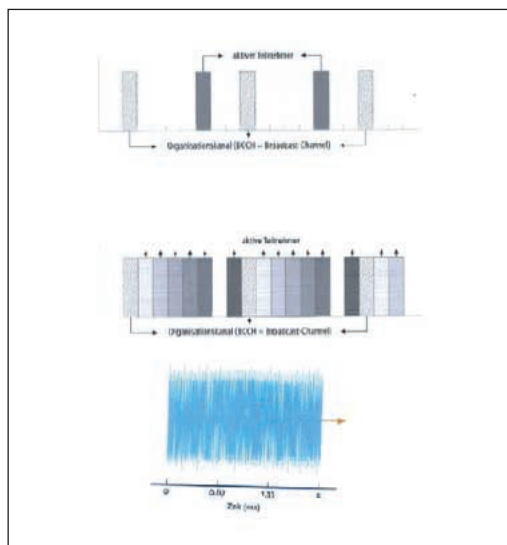 aktiver Teilnehmer
Organisationskanal (BCCH – Broadcast-Channel)
aktive Teilnehmer
Organisationskanal (BCCH = Broadcast-Channel)
0
Zeit (ms)